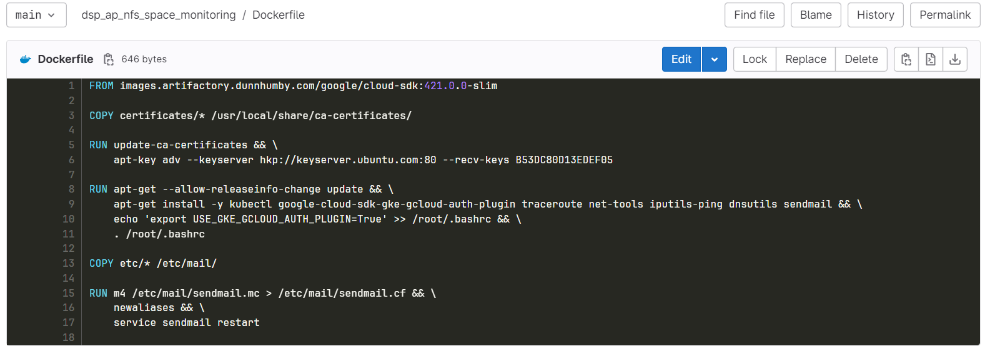 main dsp_ap_nfs_space_monitoring / Dockerfile Find file Blame History Permalink
Dockerfile 646 bytes Edit Lock Replace Delete
1 FROM images.artifactory.dunnhumby.com/google/cloud-sdk:421.0.0-slim
2
3 COPY certificates/* /usr/local/share/ca-certificates/
4
5 RUN update-ca-certificates && \
6 apt-key adv --keyserver hkp://keyserver.ubuntu.com:80 --recv-keys B53DC80D13EDEF05
7
8 RUN apt-get --allow-releaseinfo-change update && \
9 apt-get install -y kubectl google-cloud-sdk-gke-gcloud-auth-plugin traceroute net-tools iputils-ping dnsutils sendmail && \
10 echo 'export USE_GKE_GCLOUD_AUTH_PLUGIN=True' >> /root/.bashrc && \
11 . /root/.bashrc
12
13 COPY etc/* /etc/mail/
14
15 RUN m4 /etc/mail/sendmail.mc > /etc/mail/sendmail.cf && \
16 newaliases && \
17 service sendmail restart
18